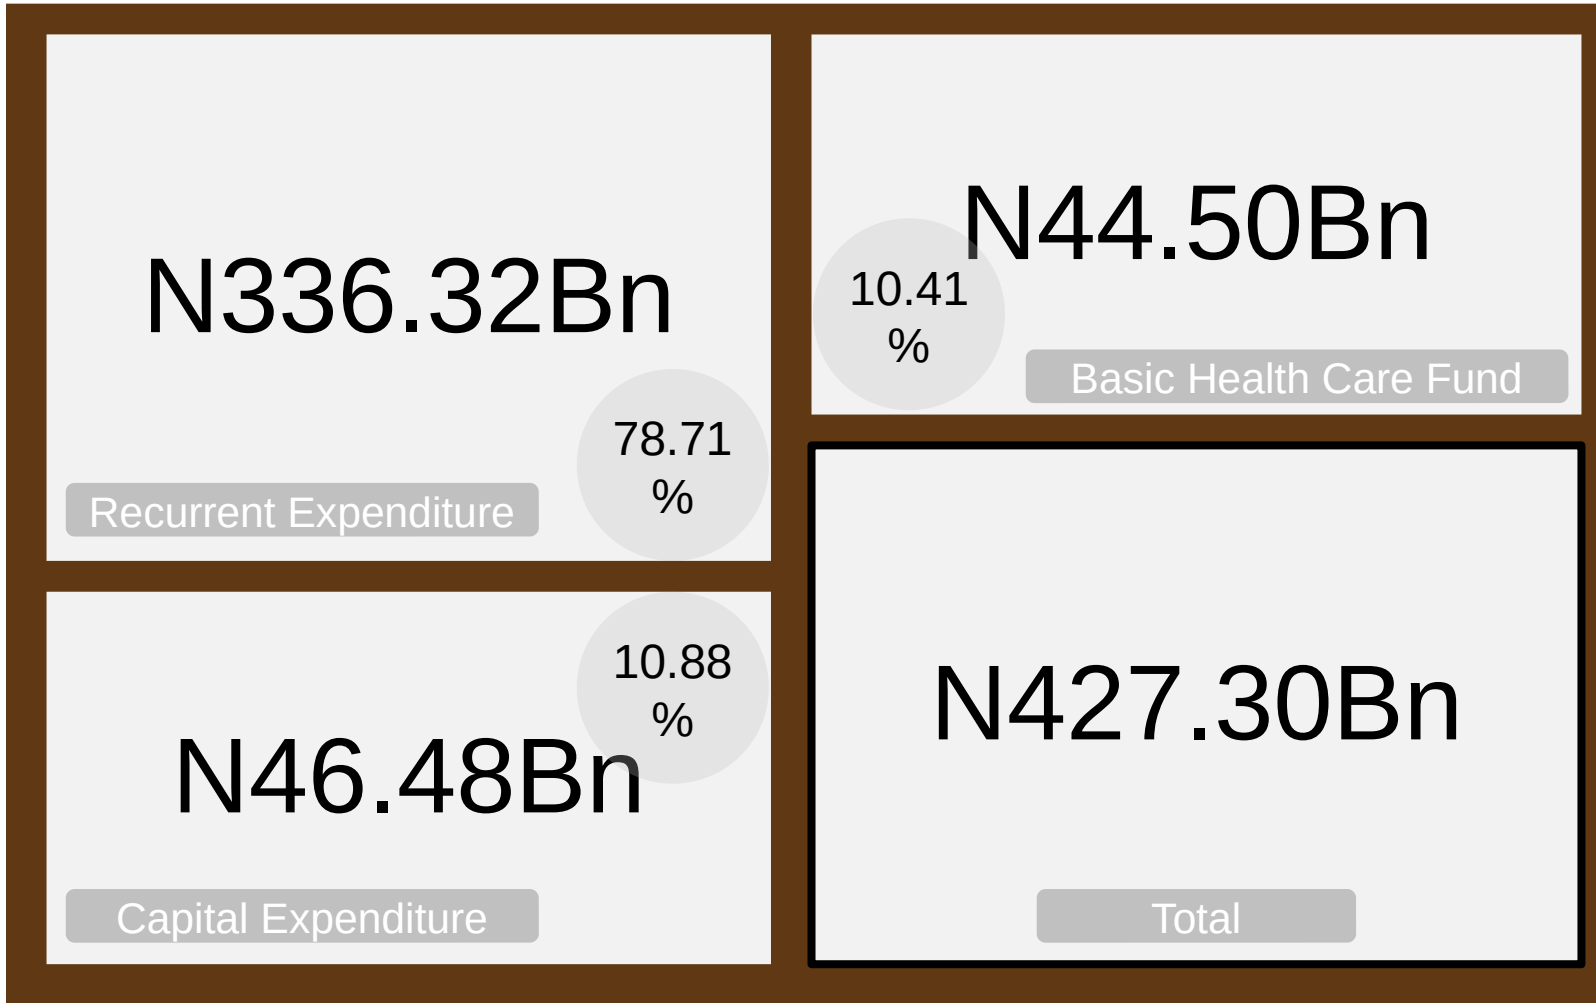 N336.32Bn
78.71
%
Recurrent Expenditure
N44.50Bn
10.41
%
Basic Health Care Fund
10.88
%
N46.48Bn
Capital Expenditure
N427.30Bn
Total